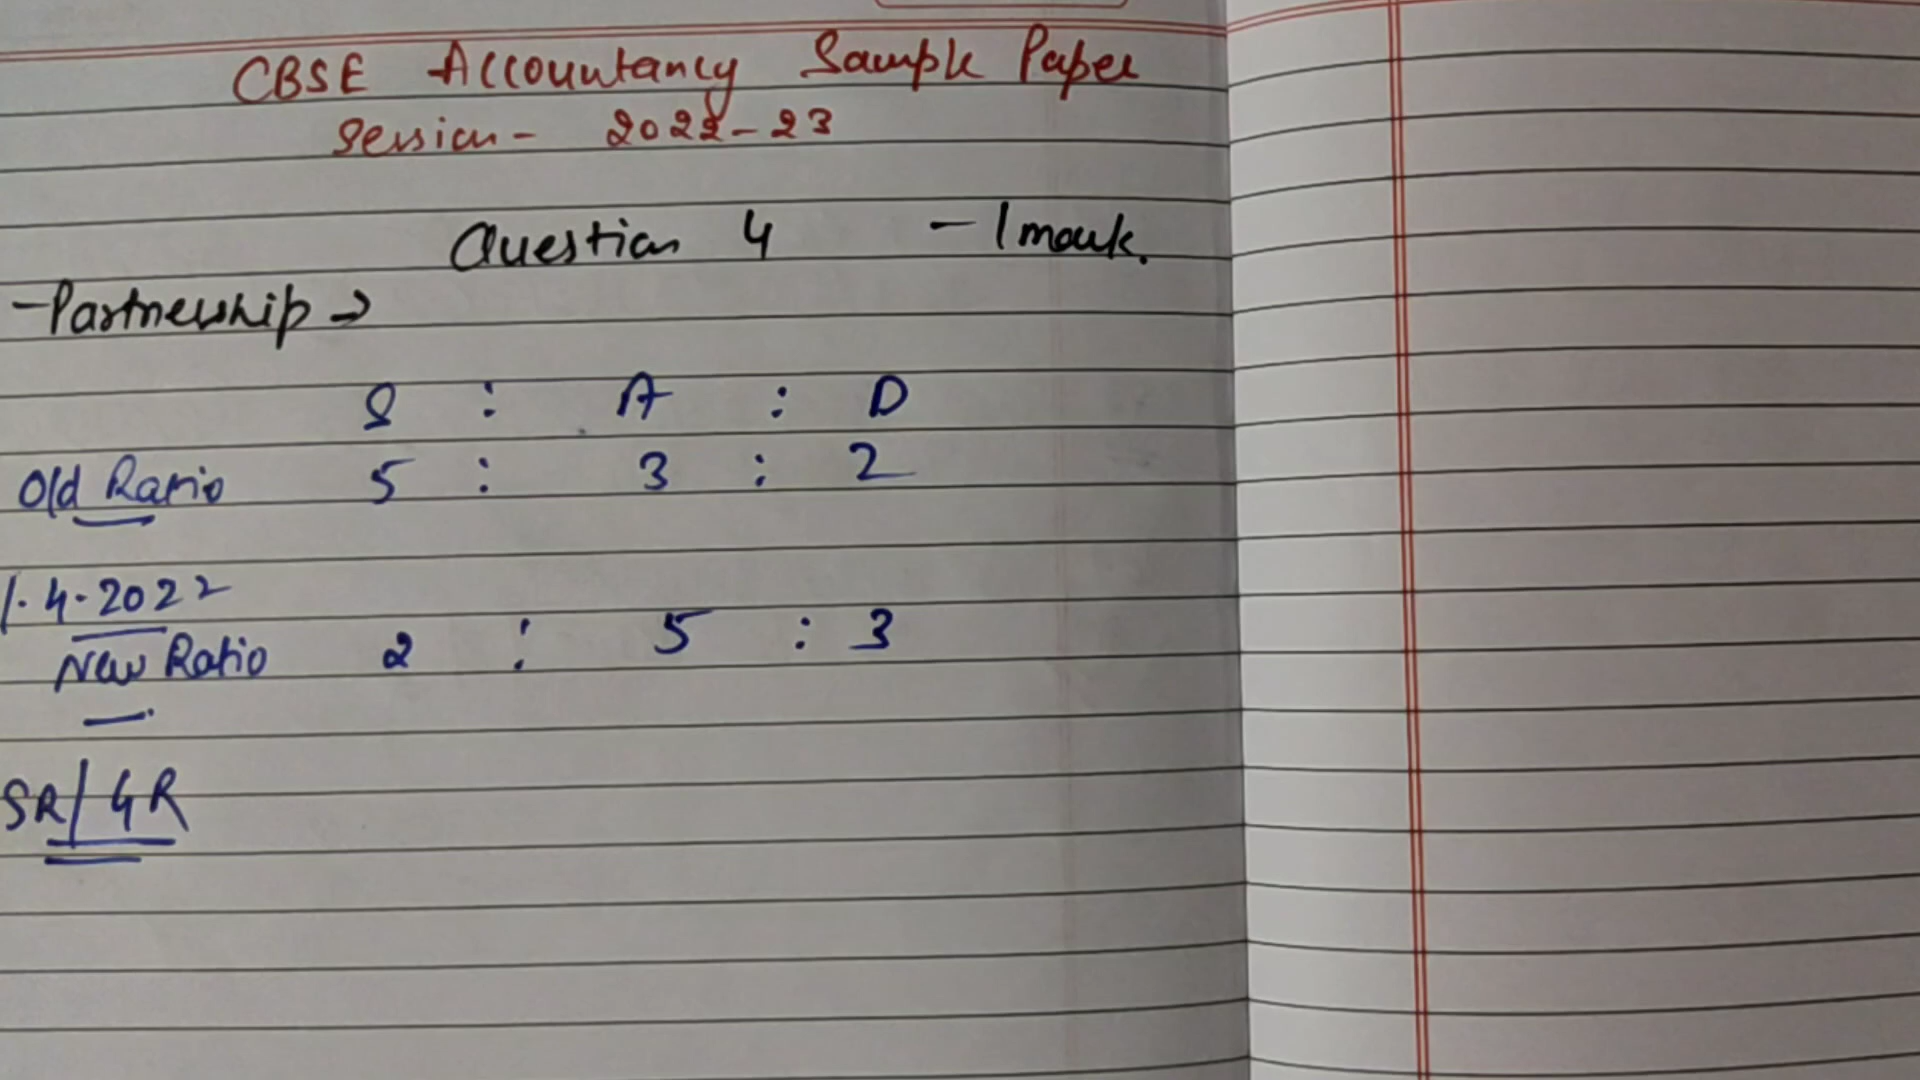 CBSE Accountancy Sample Paper
Session - 2022-23
Question 4 - 1 mark.
- Partnership →
S : A : D
Old Ratio 5 : 3 : 2
1.4.2022
New Ratio 2 : 5 : 3
SR/GR